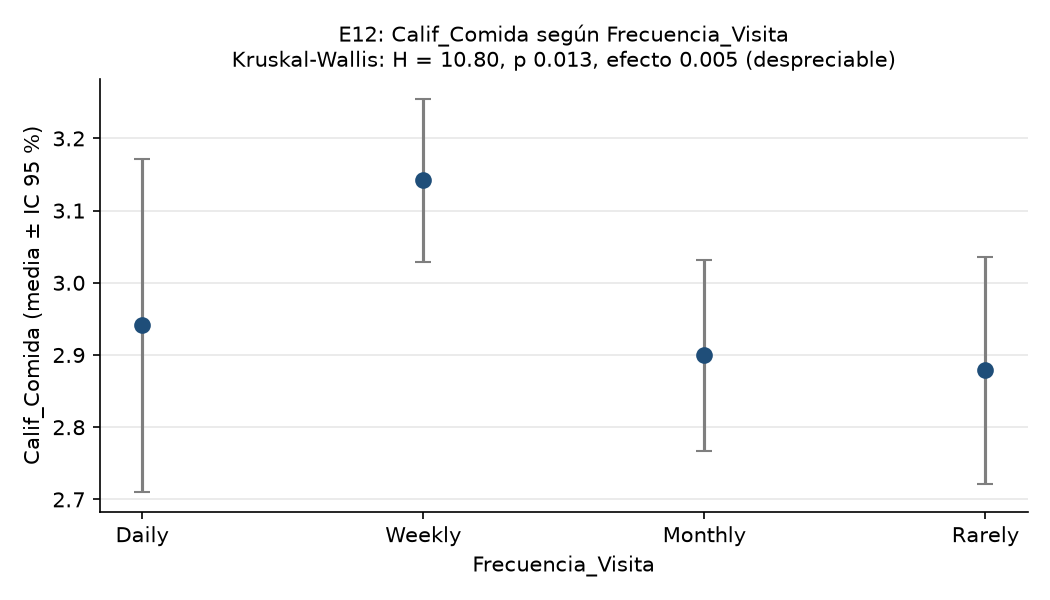 E12: Calif_Comida según Frecuencia_Visita
Kruskal-Wallis: H = 10.80, p 0.013, efecto 0.005 (despreciable)
Calif_Comida (media ± IC 95 %)
3.2
3.1
3.0
2.9
2.8
2.7
Daily
Weekly
Monthly
Rarely
Frecuencia_Visita